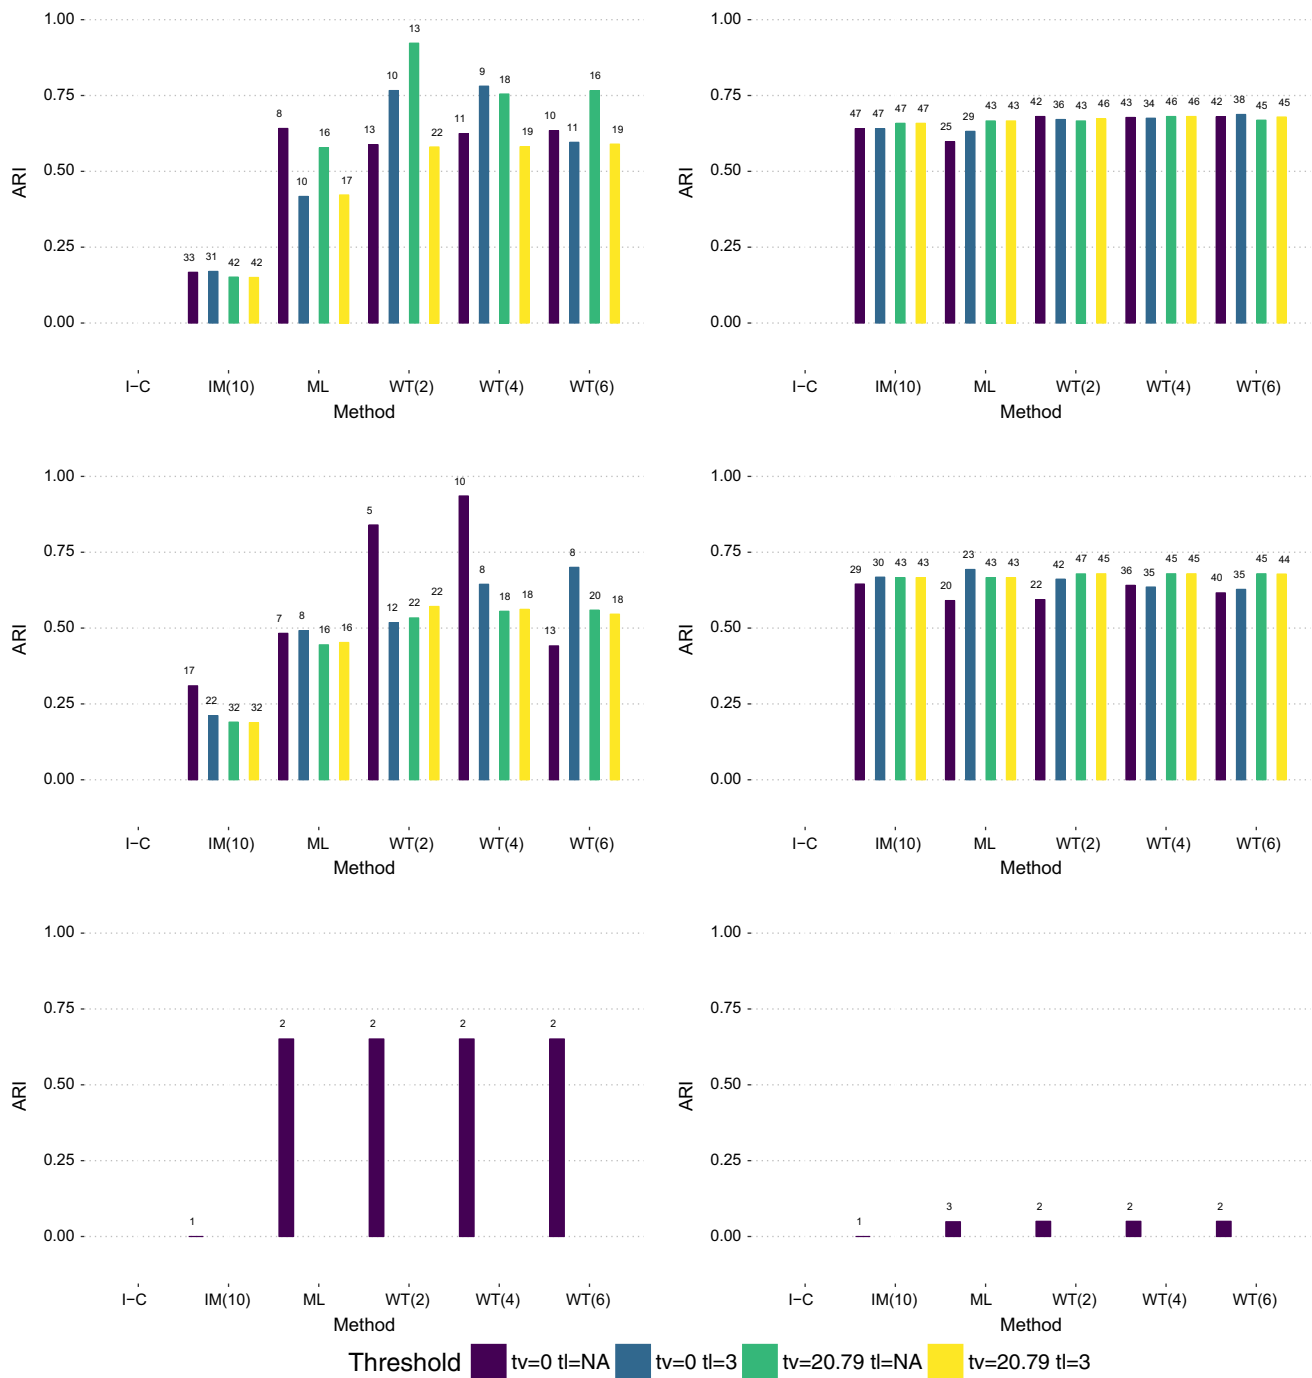 1.00
0.75
0.50
0.25
0.00
ARI
33 31 42 42
8 10 16 17
13 10 13 22
11 9 18 19
10 11 16 19
I−C IM(10) ML WT(2) WT(4) WT(6)
Method
1.00
0.75
0.50
0.25
0.00
ARI
47 47 47 47
25 29 43 43
42 36 43 46
43 34 46 46
42 38 45 45
I−C IM(10) ML WT(2) WT(4) WT(6)
Method
1.00
0.75
0.50
0.25
0.00
ARI
17 22 32 32
7 8 16 16
5 12 22 22
10 8 18 18
13 8 20 18
I−C IM(10) ML WT(2) WT(4) WT(6)
Method
1.00
0.75
0.50
0.25
0.00
ARI
29 30 43 43
20 23 43 43
22 42 47 45
36 35 45 45
40 35 45 44
I−C IM(10) ML WT(2) WT(4) WT(6)
Method
1.00
0.75
0.50
0.25
0.00
ARI
1 2 2 2 2
I−C IM(10) ML WT(2) WT(4) WT(6)
Method
1.00
0.75
0.50
0.25
0.00
ARI
1 3 2 2 2
I−C IM(10) ML WT(2) WT(4) WT(6)
Method
Threshold tv=0 tl=NA tv=0 tl=3 tv=20.79 tl=NA tv=20.79 tl=3